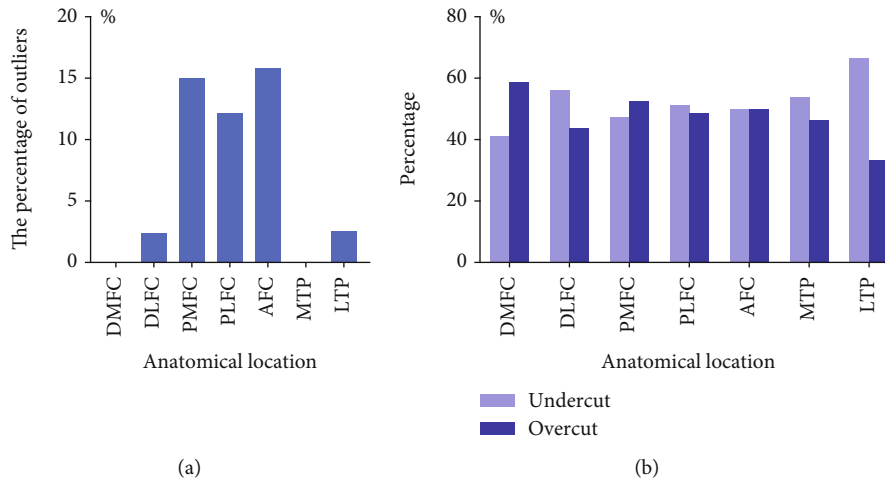 %
20
15
10
5
0
The percentage of outliers
DMFC
DLFC
PMFC
PLFC
AFC
MTP
LTP
Anatomical location
(a)
%
80
60
40
20
0
Percentage
DMFC
DLFC
PMFC
PLFC
AFC
MTP
LTP
Anatomical location
Undercut
Overcut
(b)